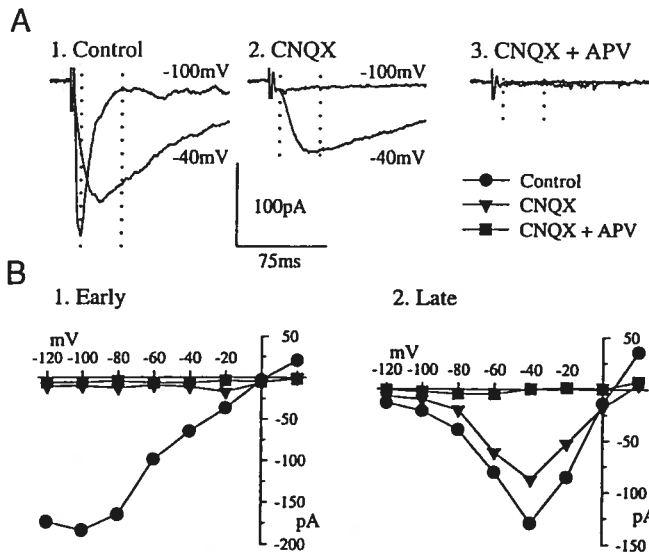 A
1. Control
2. CNQX
3. CNQX + APV
-100mV
-100mV
-40mV
-40mV
100pA
75ms
Control
CNQX
CNQX + APV
B
1. Early
2. Late
mV
-120 -100 -80 -60 -40 -20
50
-50
-100
-150
pA
-200
mV
-120 -100 -80 -60 -40 -20
50
-50
-100
pA
-150